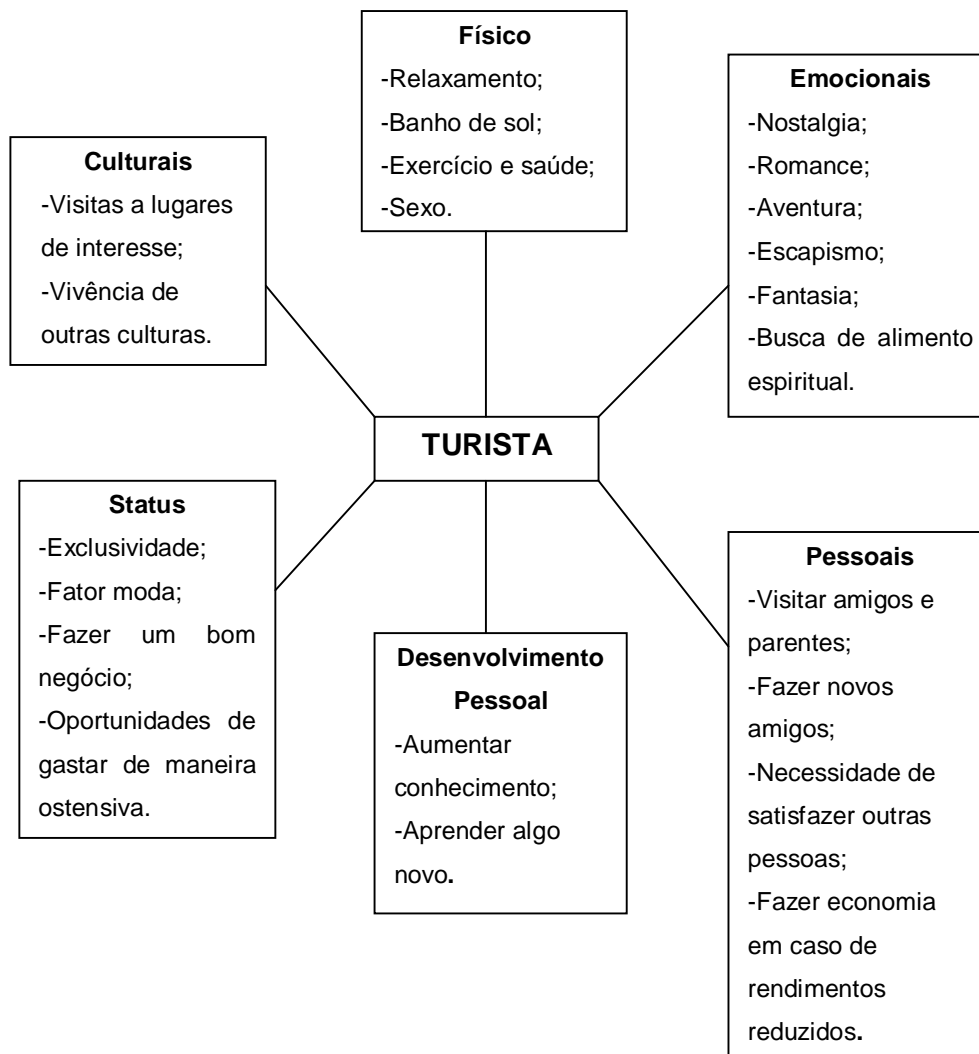 Físico
-Relaxamento;
-Banho de sol;
-Exercício e saúde;
-Sexo.
Emocionais
-Nostalgia;
-Romance;
-Aventura;
-Escapismo;
-Fantasia;
-Busca de alimento
espiritual.
Culturais
-Visitas a lugares
de interesse;
-Vivência de
outras culturas.
TURISTA
Status
-Exclusividade;
-Fator moda;
-Fazer um bom
negócio;
-Oportunidades de
gastar de maneira
ostensiva.
Desenvolvimento
Pessoal
-Aumentar
conhecimento;
-Aprender algo
novo.
Pessoais
-Visitar amigos e
parentes;
-Fazer novos
amigos;
-Necessidade de
satisfazer outras
pessoas;
-Fazer economia
em caso de
rendimentos
reduzidos.